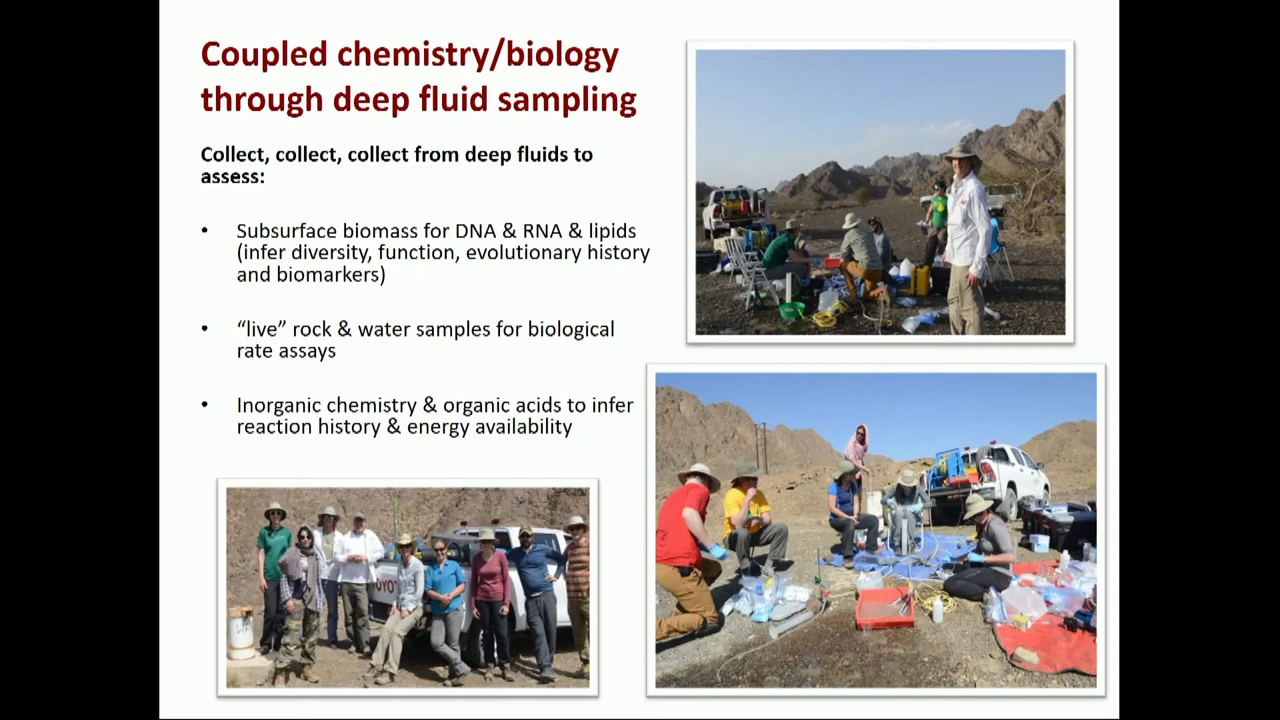 Coupled chemistry/biology
through deep fluid sampling
Collect, collect, collect from deep fluids to
assess:
• Subsurface biomass for DNA & RNA & lipids
(infer diversity, function, evolutionary history
and biomarkers)
• “live” rock & water samples for biological
rate assays
• Inorganic chemistry & organic acids to infer
reaction history & energy availability